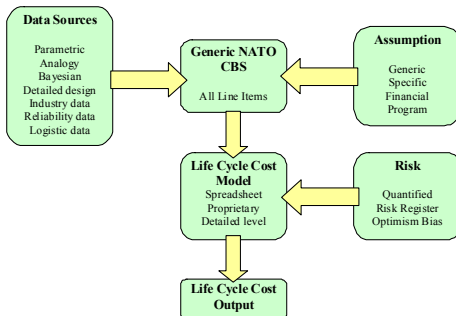 Data Sources
Parametric
Analogy
Bayesian
Detailed design
Industry data
Reliability data
Logistic data
Generic NATO
CBS
All Line Items
Assumption
Generic
Specific
Financial
Program
Life Cycle Cost
Model
Spreadsheet
Proprietary
Detailed level
Risk
Quantified
Risk Register
Optimism Bias
Life Cycle Cost
Output